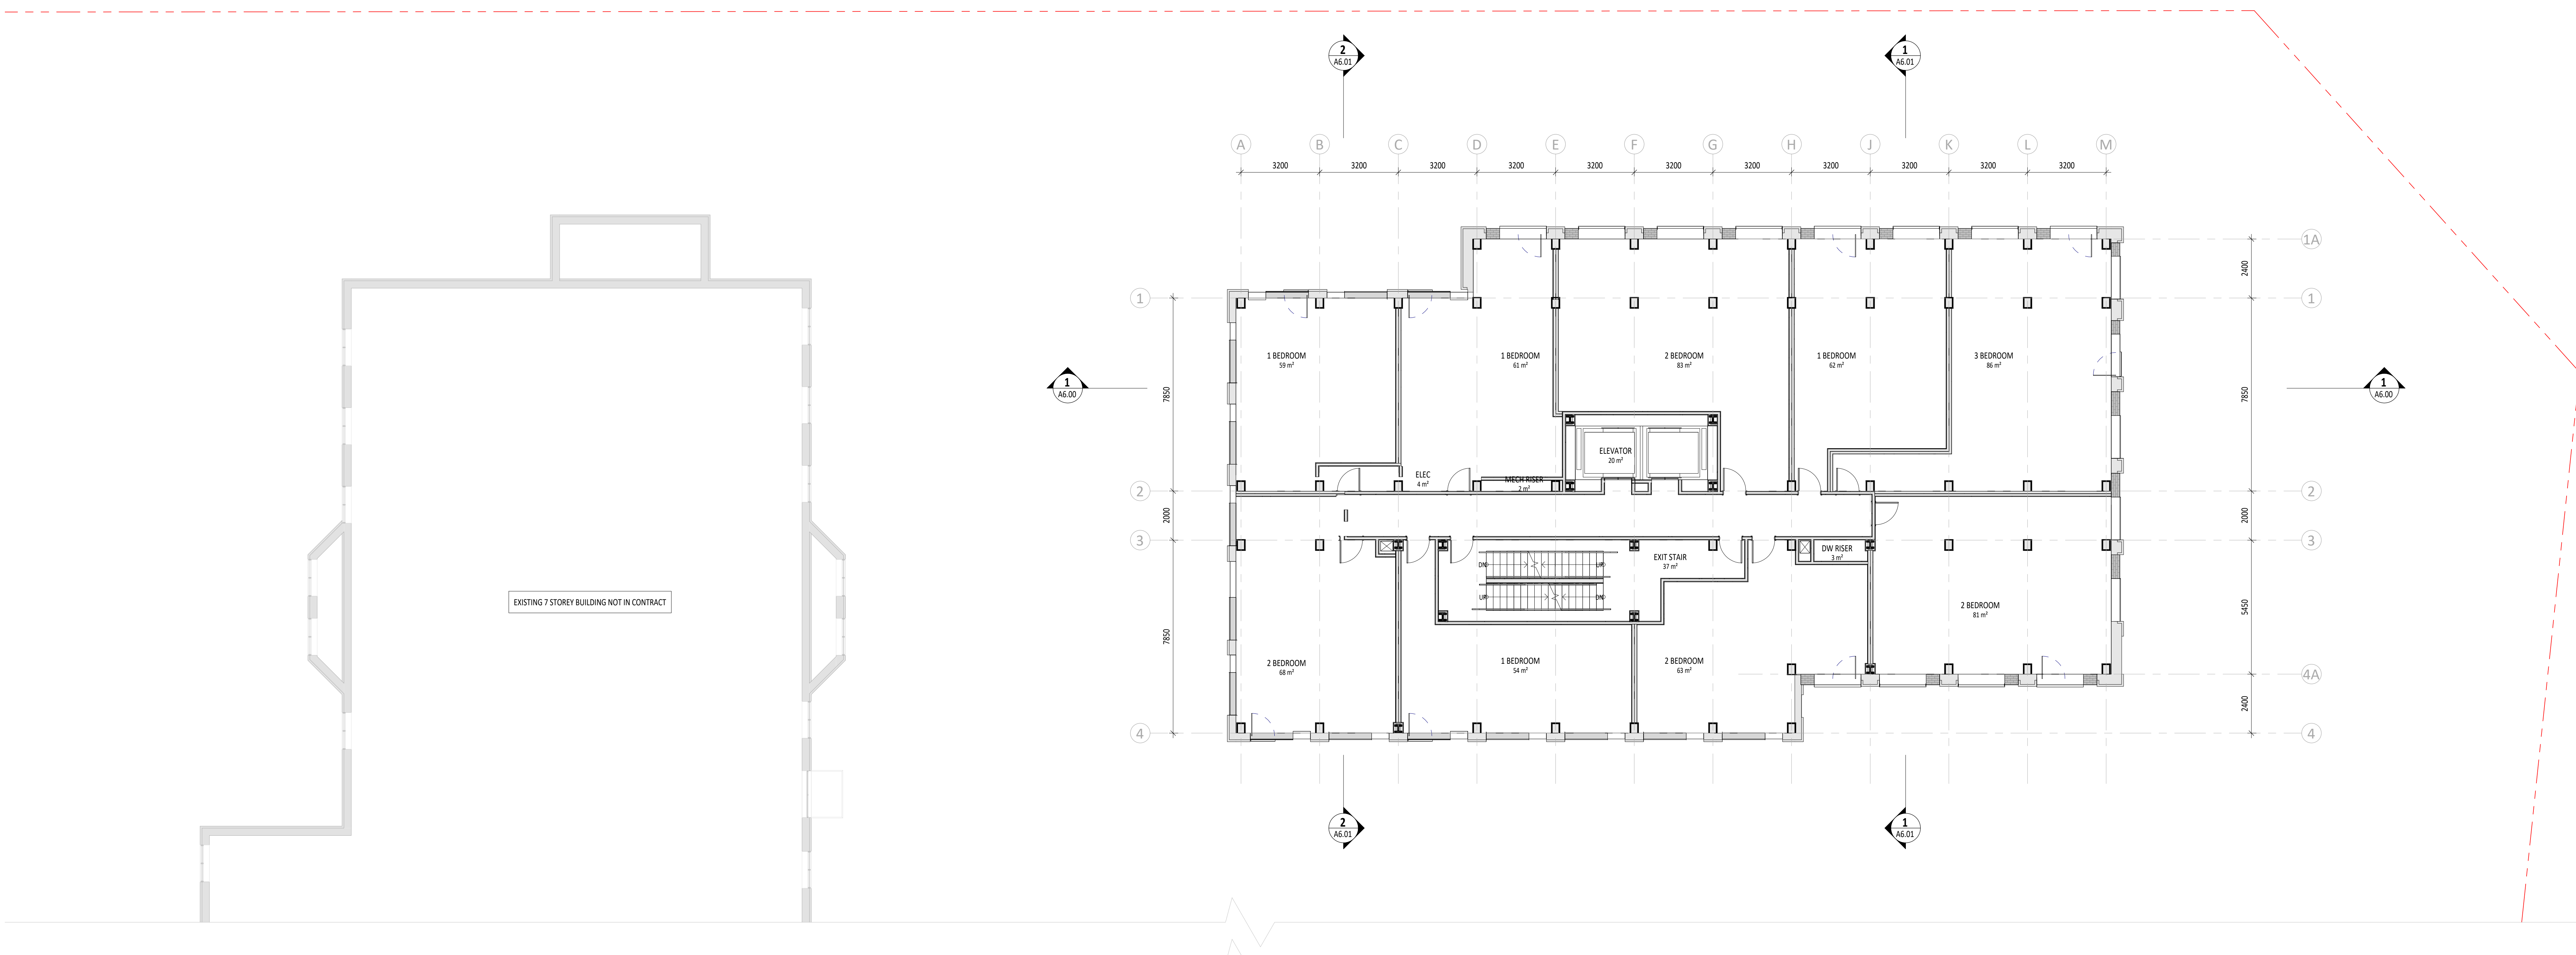 2
A6.01
1
A6.01
A
B
C
D
E
F
G
H
J
K
L
M
3200
3200
3200
3200
3200
3200
3200
3200
3200
3200
3200
1A
2400
1
1
1 BEDROOM
59 m²
1 BEDROOM
61 m²
2 BEDROOM
83 m²
1 BEDROOM
62 m²
3 BEDROOM
86 m²
1
A6.00
7850
7850
1
A6.00
ELEVATOR
20 m²
ELEC
4 m²
MECH RISER
2 m²
2
2
2000
2000
3
3
EXIT STAIR
37 m²
DW RISER
3 m²
DN
UP
UP
DN
EXISTING 7 STOREY BUILDING NOT IN CONTRACT
2 BEDROOM
81 m²
5450
7850
2 BEDROOM
68 m²
1 BEDROOM
54 m²
2 BEDROOM
63 m²
4A
2400
4
4
2
A6.01
1
A6.01